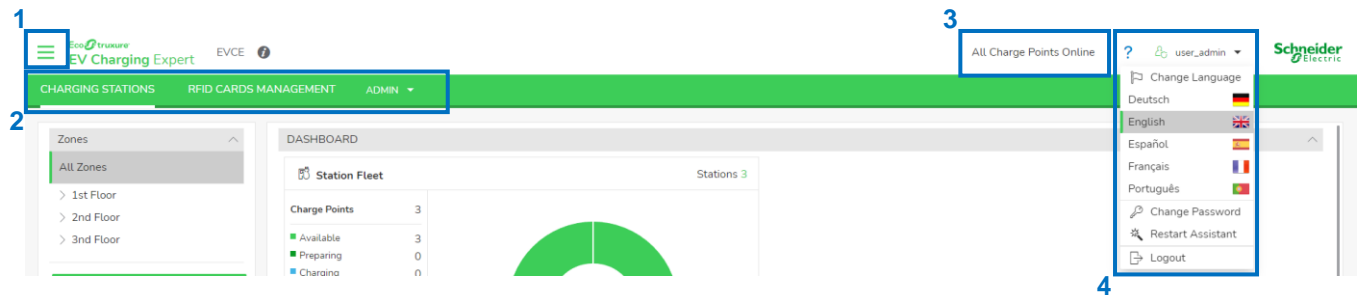 1
3
EcoStruxure
EV Charging Expert
EVCE
All Charge Points Online
?
user_admin
Schneider
Electric
CHARGING STATIONS
RFID CARDS MANAGEMENT
ADMIN
Change Language
Deutsch
2
English
Zones
DASHBOARD
Español
All Zones
Station Fleet
Stations 3
Français
Português
1st Floor
Charge Points 3
Change Password
2nd Floor
3nd Floor
Available 3
Restart Assistant
Preparing 0
Logout
Charging 0
4